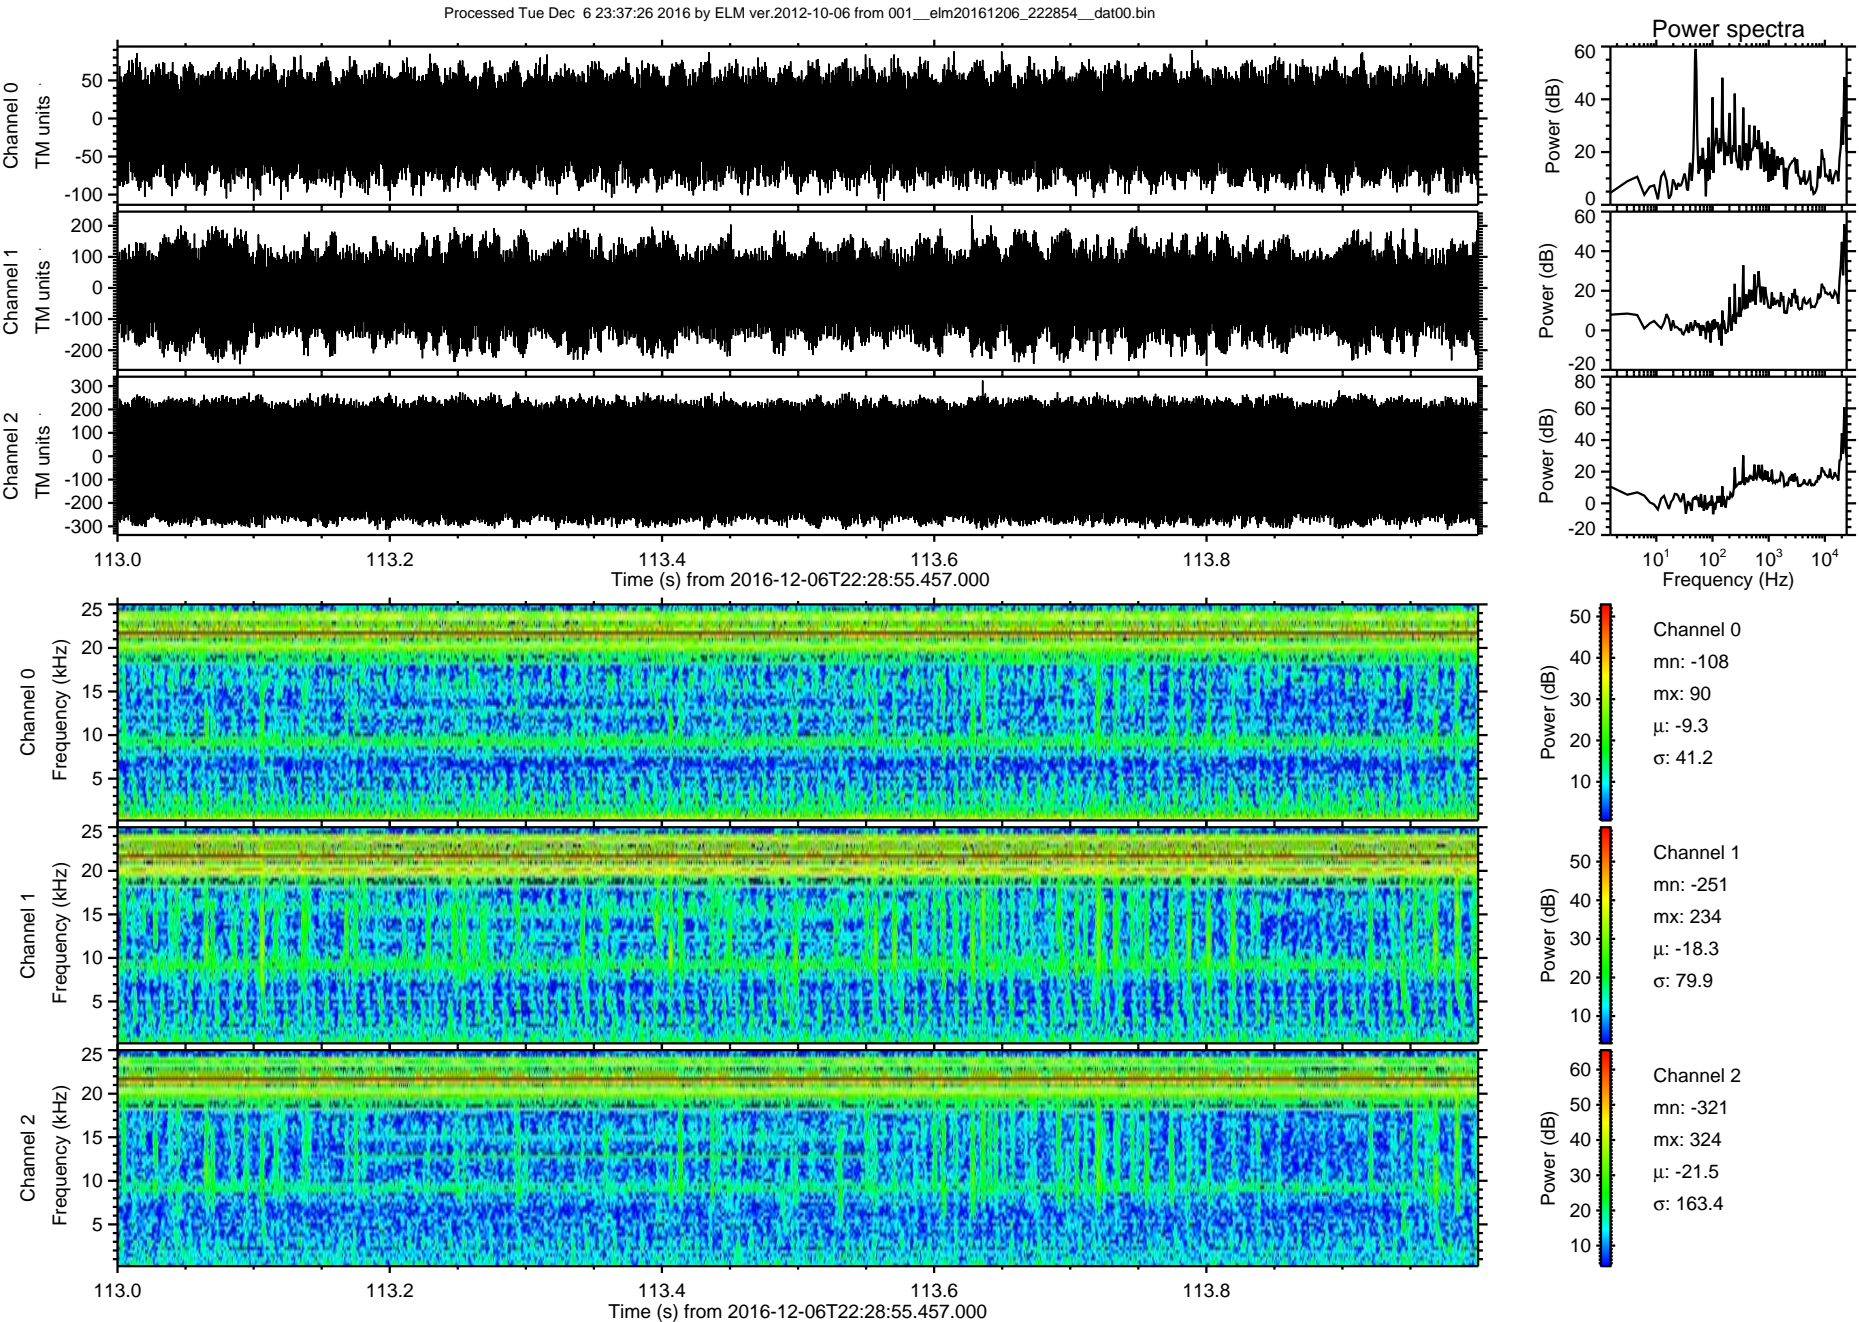 Processed Tue Dec  6 23:37:26 2016 by ELM ver.2012-10-06 from 001__elm20161206_222854__dat00.bin
Power spectra
Channel 0
TM units
50
0
-50
-100
Power (dB)
60
40
20
0
Channel 1
TM units
200
100
0
-100
-200
Power (dB)
60
40
20
0
-20
Channel 2
TM units
300
200
100
0
-100
-200
-300
Power (dB)
80
60
40
20
0
-20
113.0 113.2 113.4 113.6 113.8
Time (s) from 2016-12-06T22:28:55.457.000
10¹ 10² 10³ 10⁴
Frequency (Hz)
Channel 0
Frequency (kHz)
25
20
15
10
5
Power (dB)
50
40
30
20
10
Channel 0
mn: -108
mx: 90
µ: -9.3
σ: 41.2
Channel 1
Frequency (kHz)
25
20
15
10
5
Power (dB)
50
40
30
20
10
Channel 1
mn: -251
mx: 234
µ: -18.3
σ: 79.9
Channel 2
Frequency (kHz)
25
20
15
10
5
Power (dB)
60
50
40
30
20
10
Channel 2
mn: -321
mx: 324
µ: -21.5
σ: 163.4
113.0 113.2 113.4 113.6 113.8
Time (s) from 2016-12-06T22:28:55.457.000